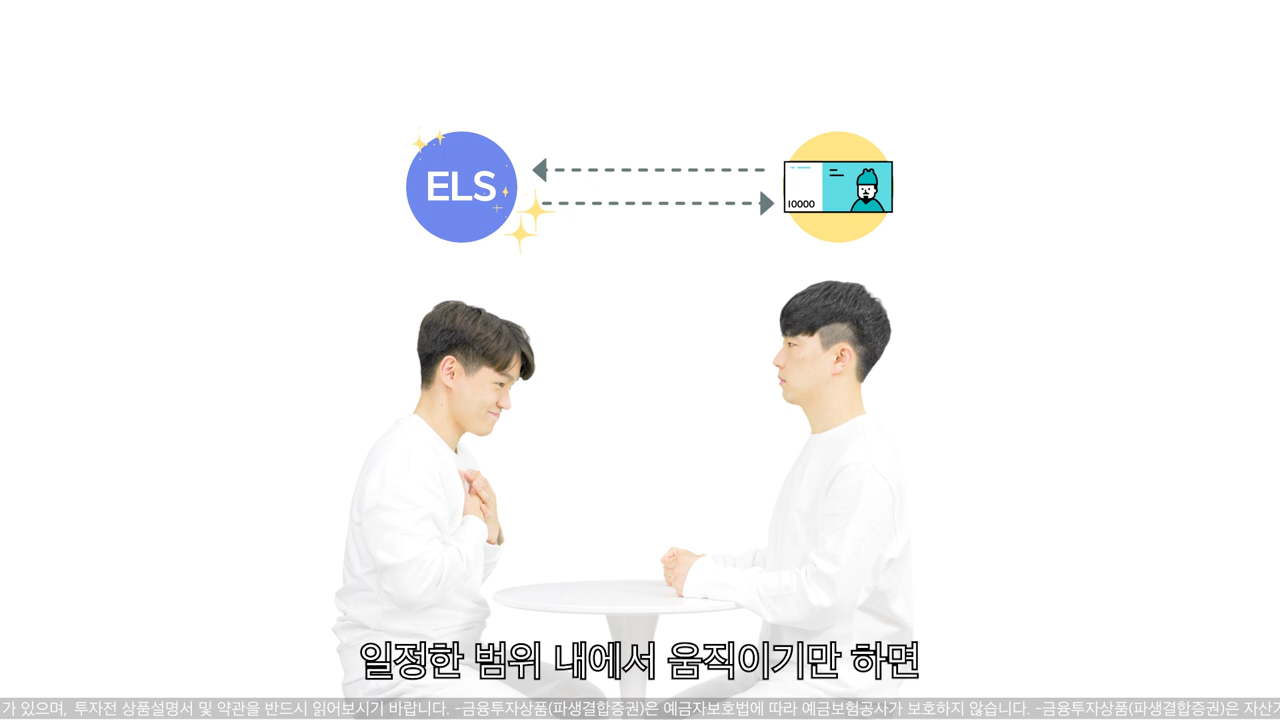 ELS
10000
일정한 범위 내에서 움직이기만 하면
가 있으며, 투자전 상품설명서 및 약관을 반드시 읽어보시기 바랍니다. -금융투자상품(파생결합증권)은 예금자보호법에 따라 예금보험공사가 보호하지 않습니다. -금융투자상품(파생결합증권)은 자산